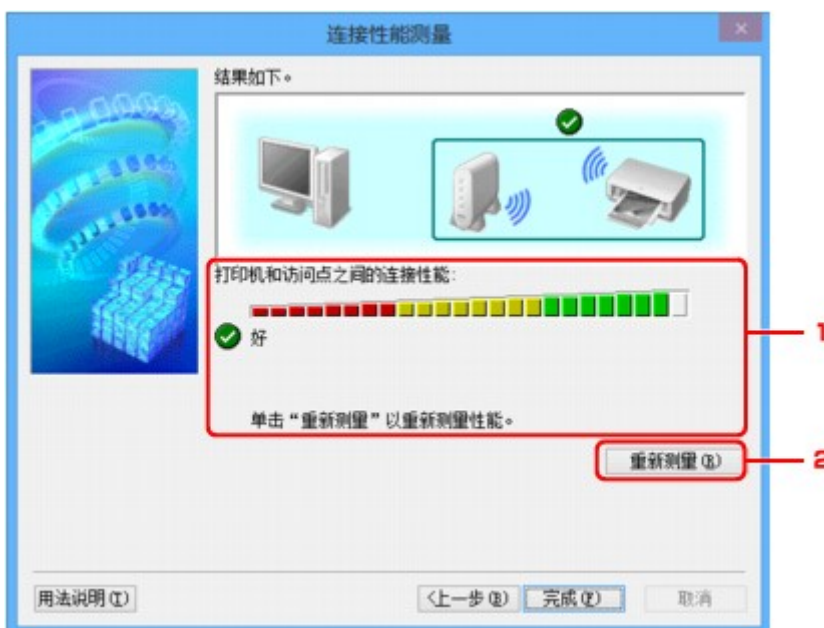 连接性能测量
结果如下。
打印机和访问点之间的连接性能:
好
单击“重新测量”以重新测量性能。
1
重新测量(R)
2
用法说明(I)
<上一步(B)
完成(F)
取消